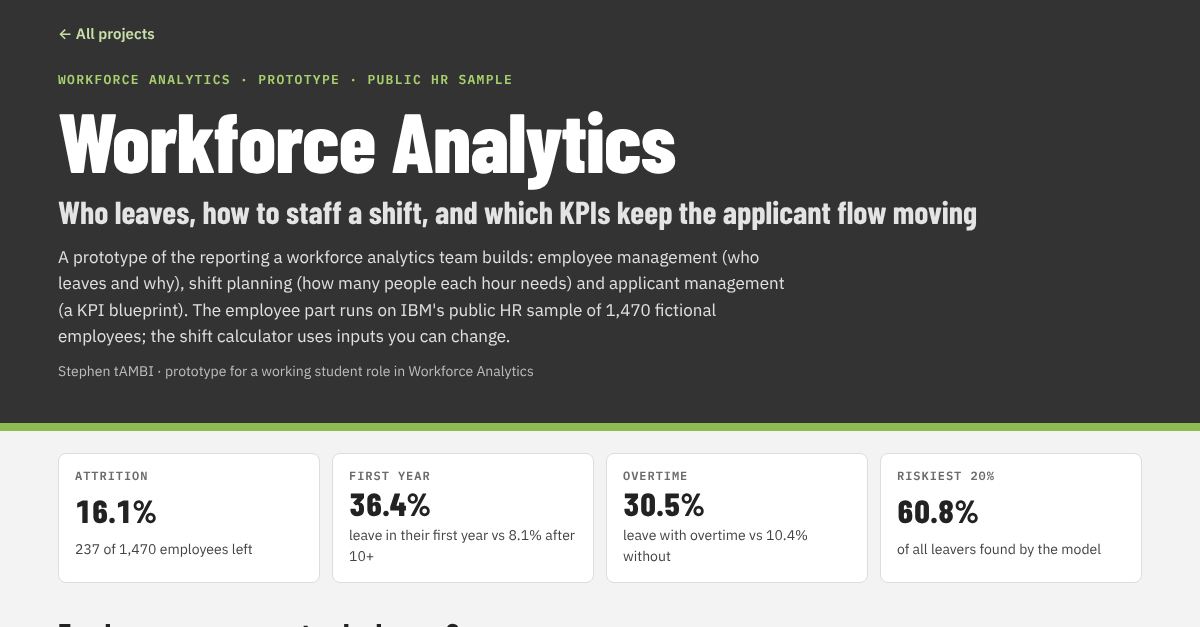 ← All projects
WORKFORCE ANALYTICS · PROTOTYPE · PUBLIC HR SAMPLE
Workforce Analytics
Who leaves, how to staff a shift, and which KPIs keep the applicant flow moving
A prototype of the reporting a workforce analytics team builds: employee management (who
leaves and why), shift planning (how many people each hour needs) and applicant management
(a KPI blueprint). The employee part runs on IBM's public HR sample of 1,470 fictional
employees; the shift calculator uses inputs you can change.
Stephen tAMBI · prototype for a working student role in Workforce Analytics
ATTRITION
16.1%
237 of 1,470 employees left
FIRST YEAR
36.4%
leave in their first year vs 8.1% after
10+
OVERTIME
30.5%
leave with overtime vs 10.4%
without
RISKIEST 20%
60.8%
of all leavers found by the model